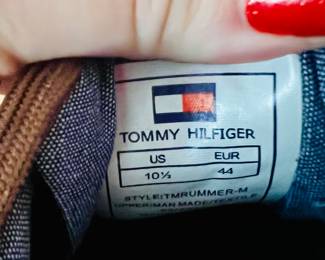 TOMMY HILFIGER
US EUR
10½ 44
STYLE:TMRUMMER-M
UPPER:MAN MADE/TEXTILE